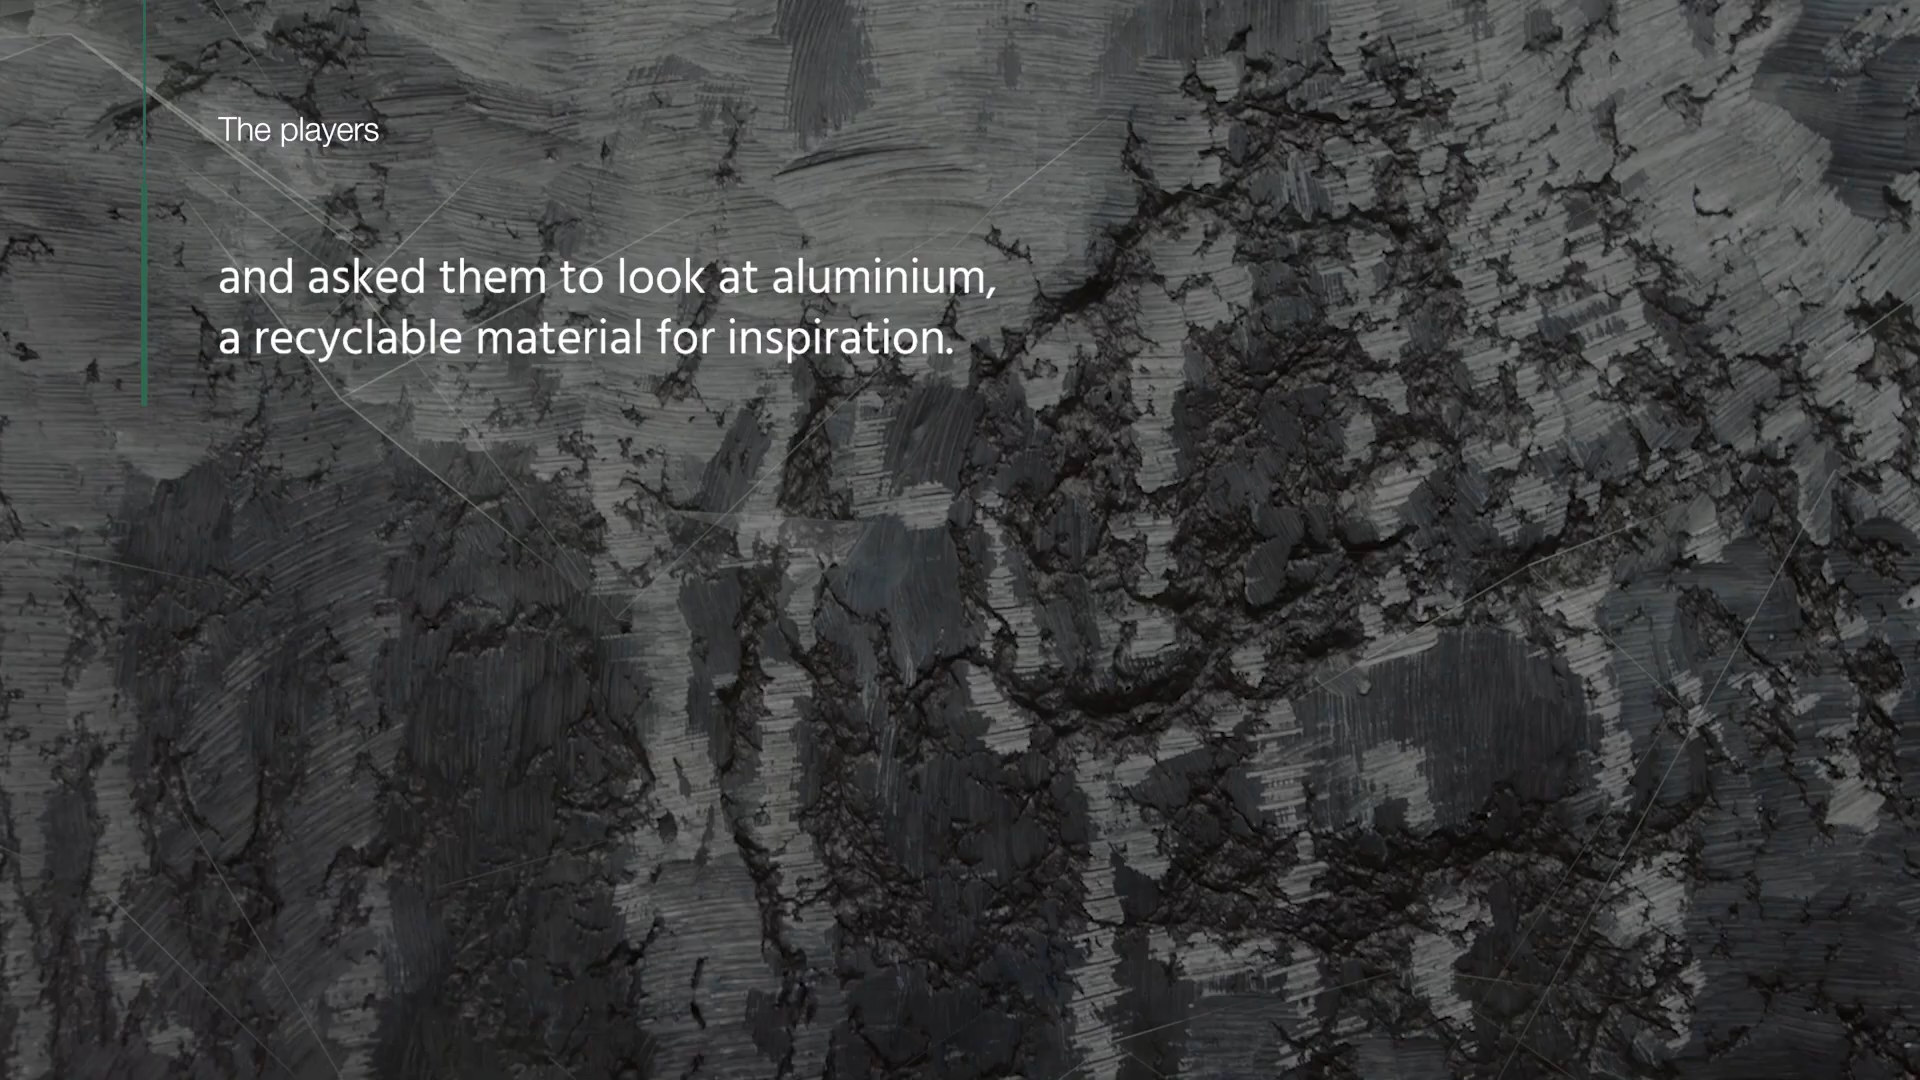 The players
and asked them to look at aluminium,
a recyclable material for inspiration.